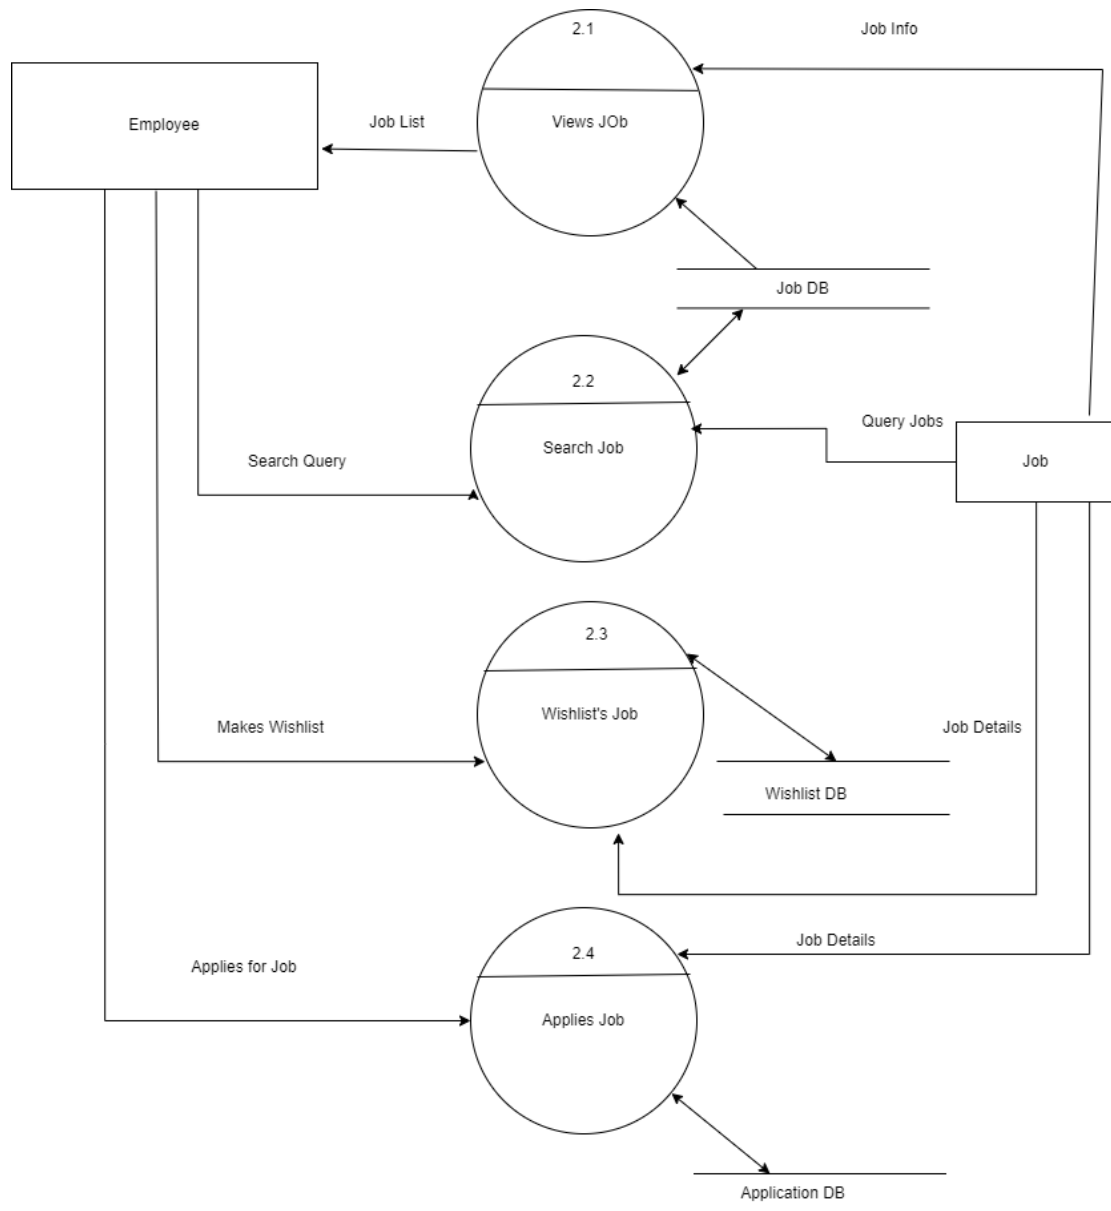 2.1
Job Info
Employee
Job List
Views JOb
Job DB
2.2
Query Jobs
Search Job
Search Query
Job
2.3
Wishlist's Job
Makes Wishlist
Job Details
Wishlist DB
Job Details
2.4
Applies for Job
Applies Job
Application DB